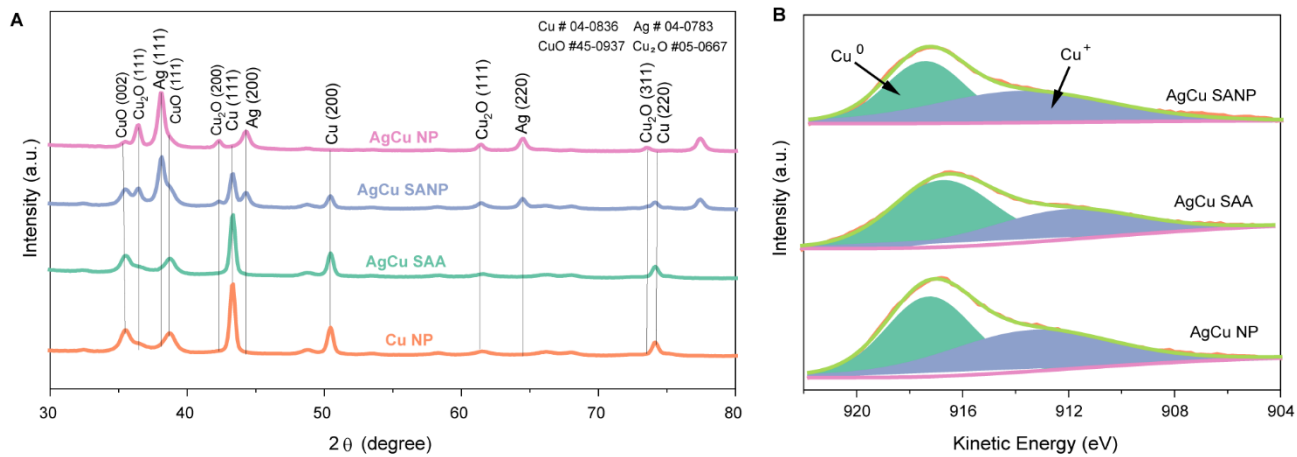 A
Cu # 04-0836 Ag # 04-0783
CuO #45-0937 Cu₂O #05-0667
CuO (002)
Cu₂O (111)
Ag (111)
CuO (111)
Cu₂O (200)
Cu (111)
Ag (200)
Cu (200)
Cu₂O (111)
Ag (220)
Cu₂O (311)
Cu (220)
AgCu NP
AgCu SANP
AgCu SAA
Cu NP
Intensity (a.u.)
30 40 50 60 70 80
2 θ (degree)
B
Cu⁰
Cu⁺
AgCu SANP
AgCu SAA
AgCu NP
Intensity (a.u.)
920 916 912 908 904
Kinetic Energy (eV)